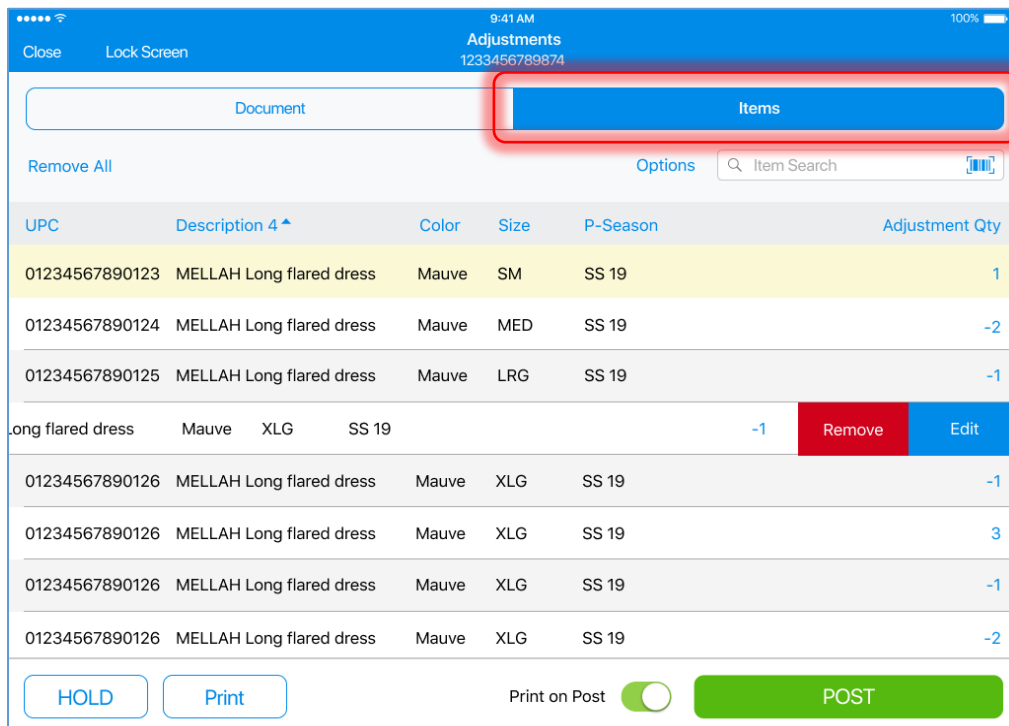 9:41 AM 100%
Close Lock Screen Adjustments
1233456789874
Document Items
Remove All Options Item Search
UPC Description 4 Color Size P-Season Adjustment Qty
01234567890123 MELLAH Long flared dress Mauve SM SS 19 1
01234567890124 MELLAH Long flared dress Mauve MED SS 19 -2
01234567890125 MELLAH Long flared dress Mauve LRG SS 19 -1
Long flared dress Mauve XLG SS 19 -1 Remove Edit
01234567890126 MELLAH Long flared dress Mauve XLG SS 19 -1
01234567890126 MELLAH Long flared dress Mauve XLG SS 19 3
01234567890126 MELLAH Long flared dress Mauve XLG SS 19 -1
01234567890126 MELLAH Long flared dress Mauve XLG SS 19 -2
HOLD Print Print on Post POST